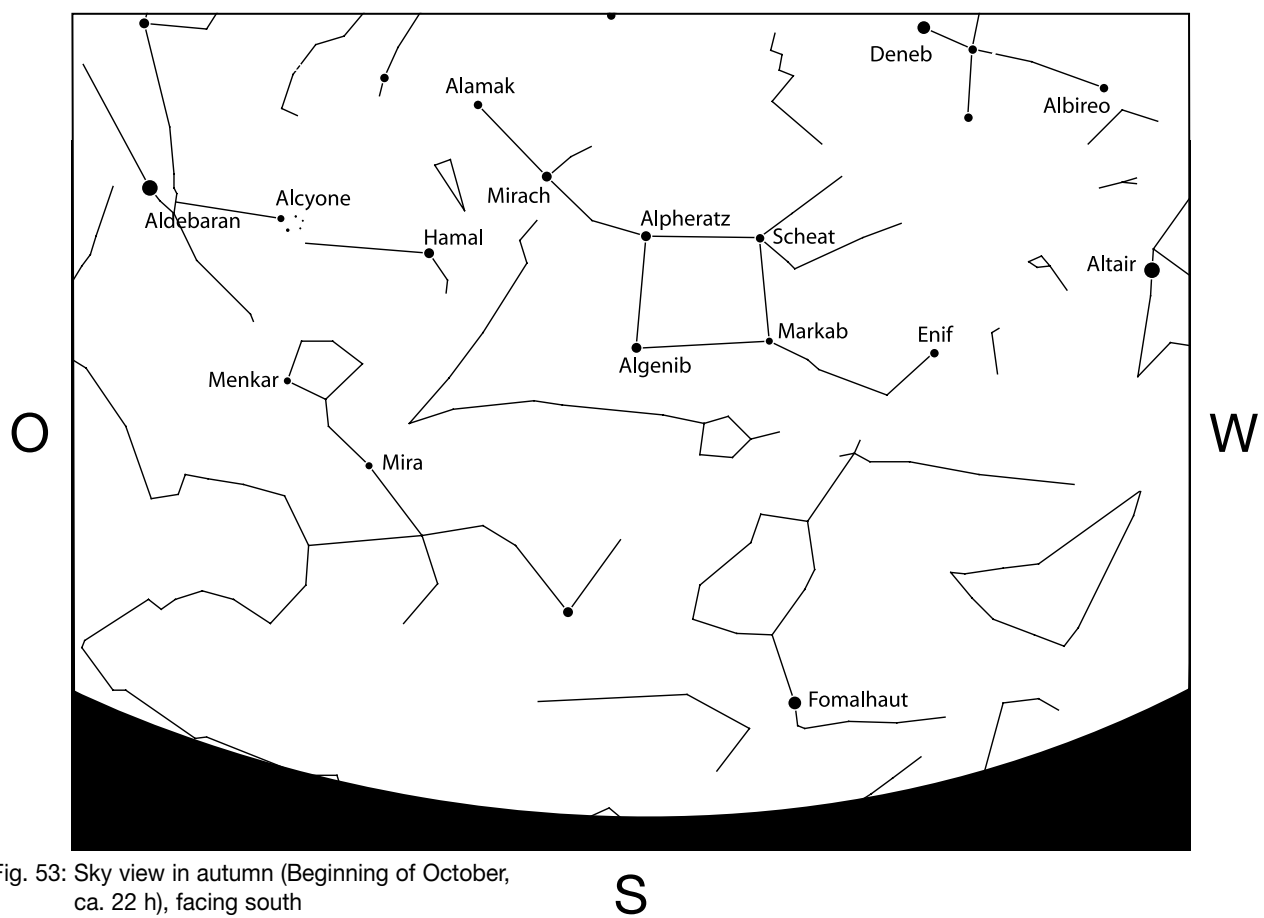 Deneb
Alamak
Albireo
Alcyone
Mirach
Aldebaran
Alpheratz
Hamal
Scheat
Altair
Markab
Enif
Algenib
Menkar
O
W
Mira
Fomalhaut
ig. 53: Sky view in autumn (Beginning of October,
ca. 22 h), facing south
S